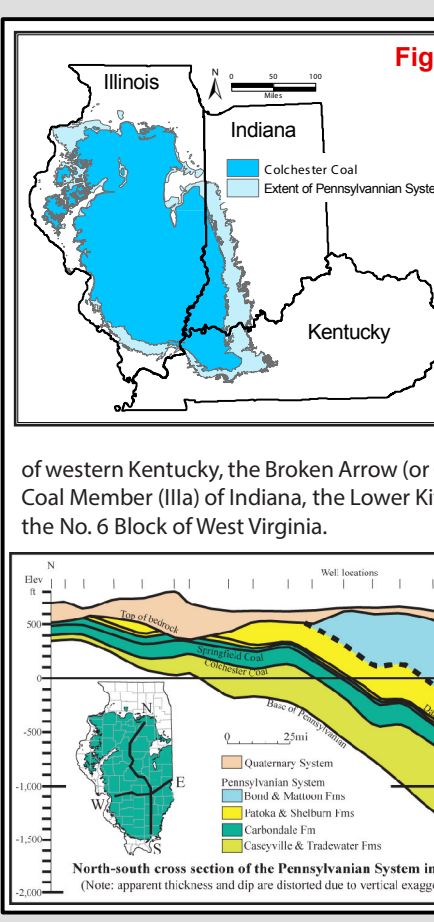 Fig
Illinois
N
0 50 100
Miles
Indiana
Colchester Coal
Extent of Pennsylvannian Syste
Kentucky
of western Kentucky, the Broken Arrow (or
Coal Member (IIIa) of Indiana, the Lower Ki
the No. 6 Block of West Virginia.
N
Elev
ft
Well locations
500
0
-500
-1,000
-1,500
-2,000
Top of bedrock
Springfield Coal
Colchester Coal
Base of Pennsylvanian
Da
0 25mi
N
W
E
S
Quaternary System
Pennsylvanian System
Bond & Mattoon Fms
Patoka & Shelburn Fms
Carbondale Fm
Caseyville & Tradewater Fms
North-south cross section of the Pennsylvanian System in
(Note: apparent thickness and dip are distorted due to vertical exagge